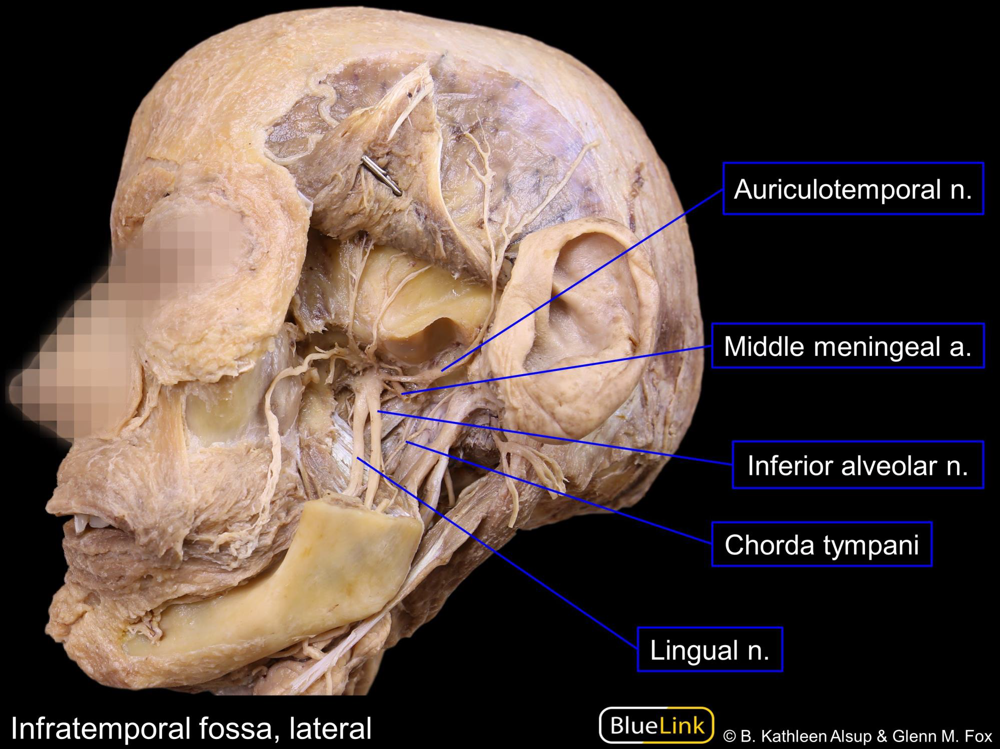 Auriculotemporal n.
Middle meningeal a.
Inferior alveolar n.
Chorda tympani
Lingual n.
Infratemporal fossa, lateral
BlueLink
© B. Kathleen Alsup & Glenn M. Fox